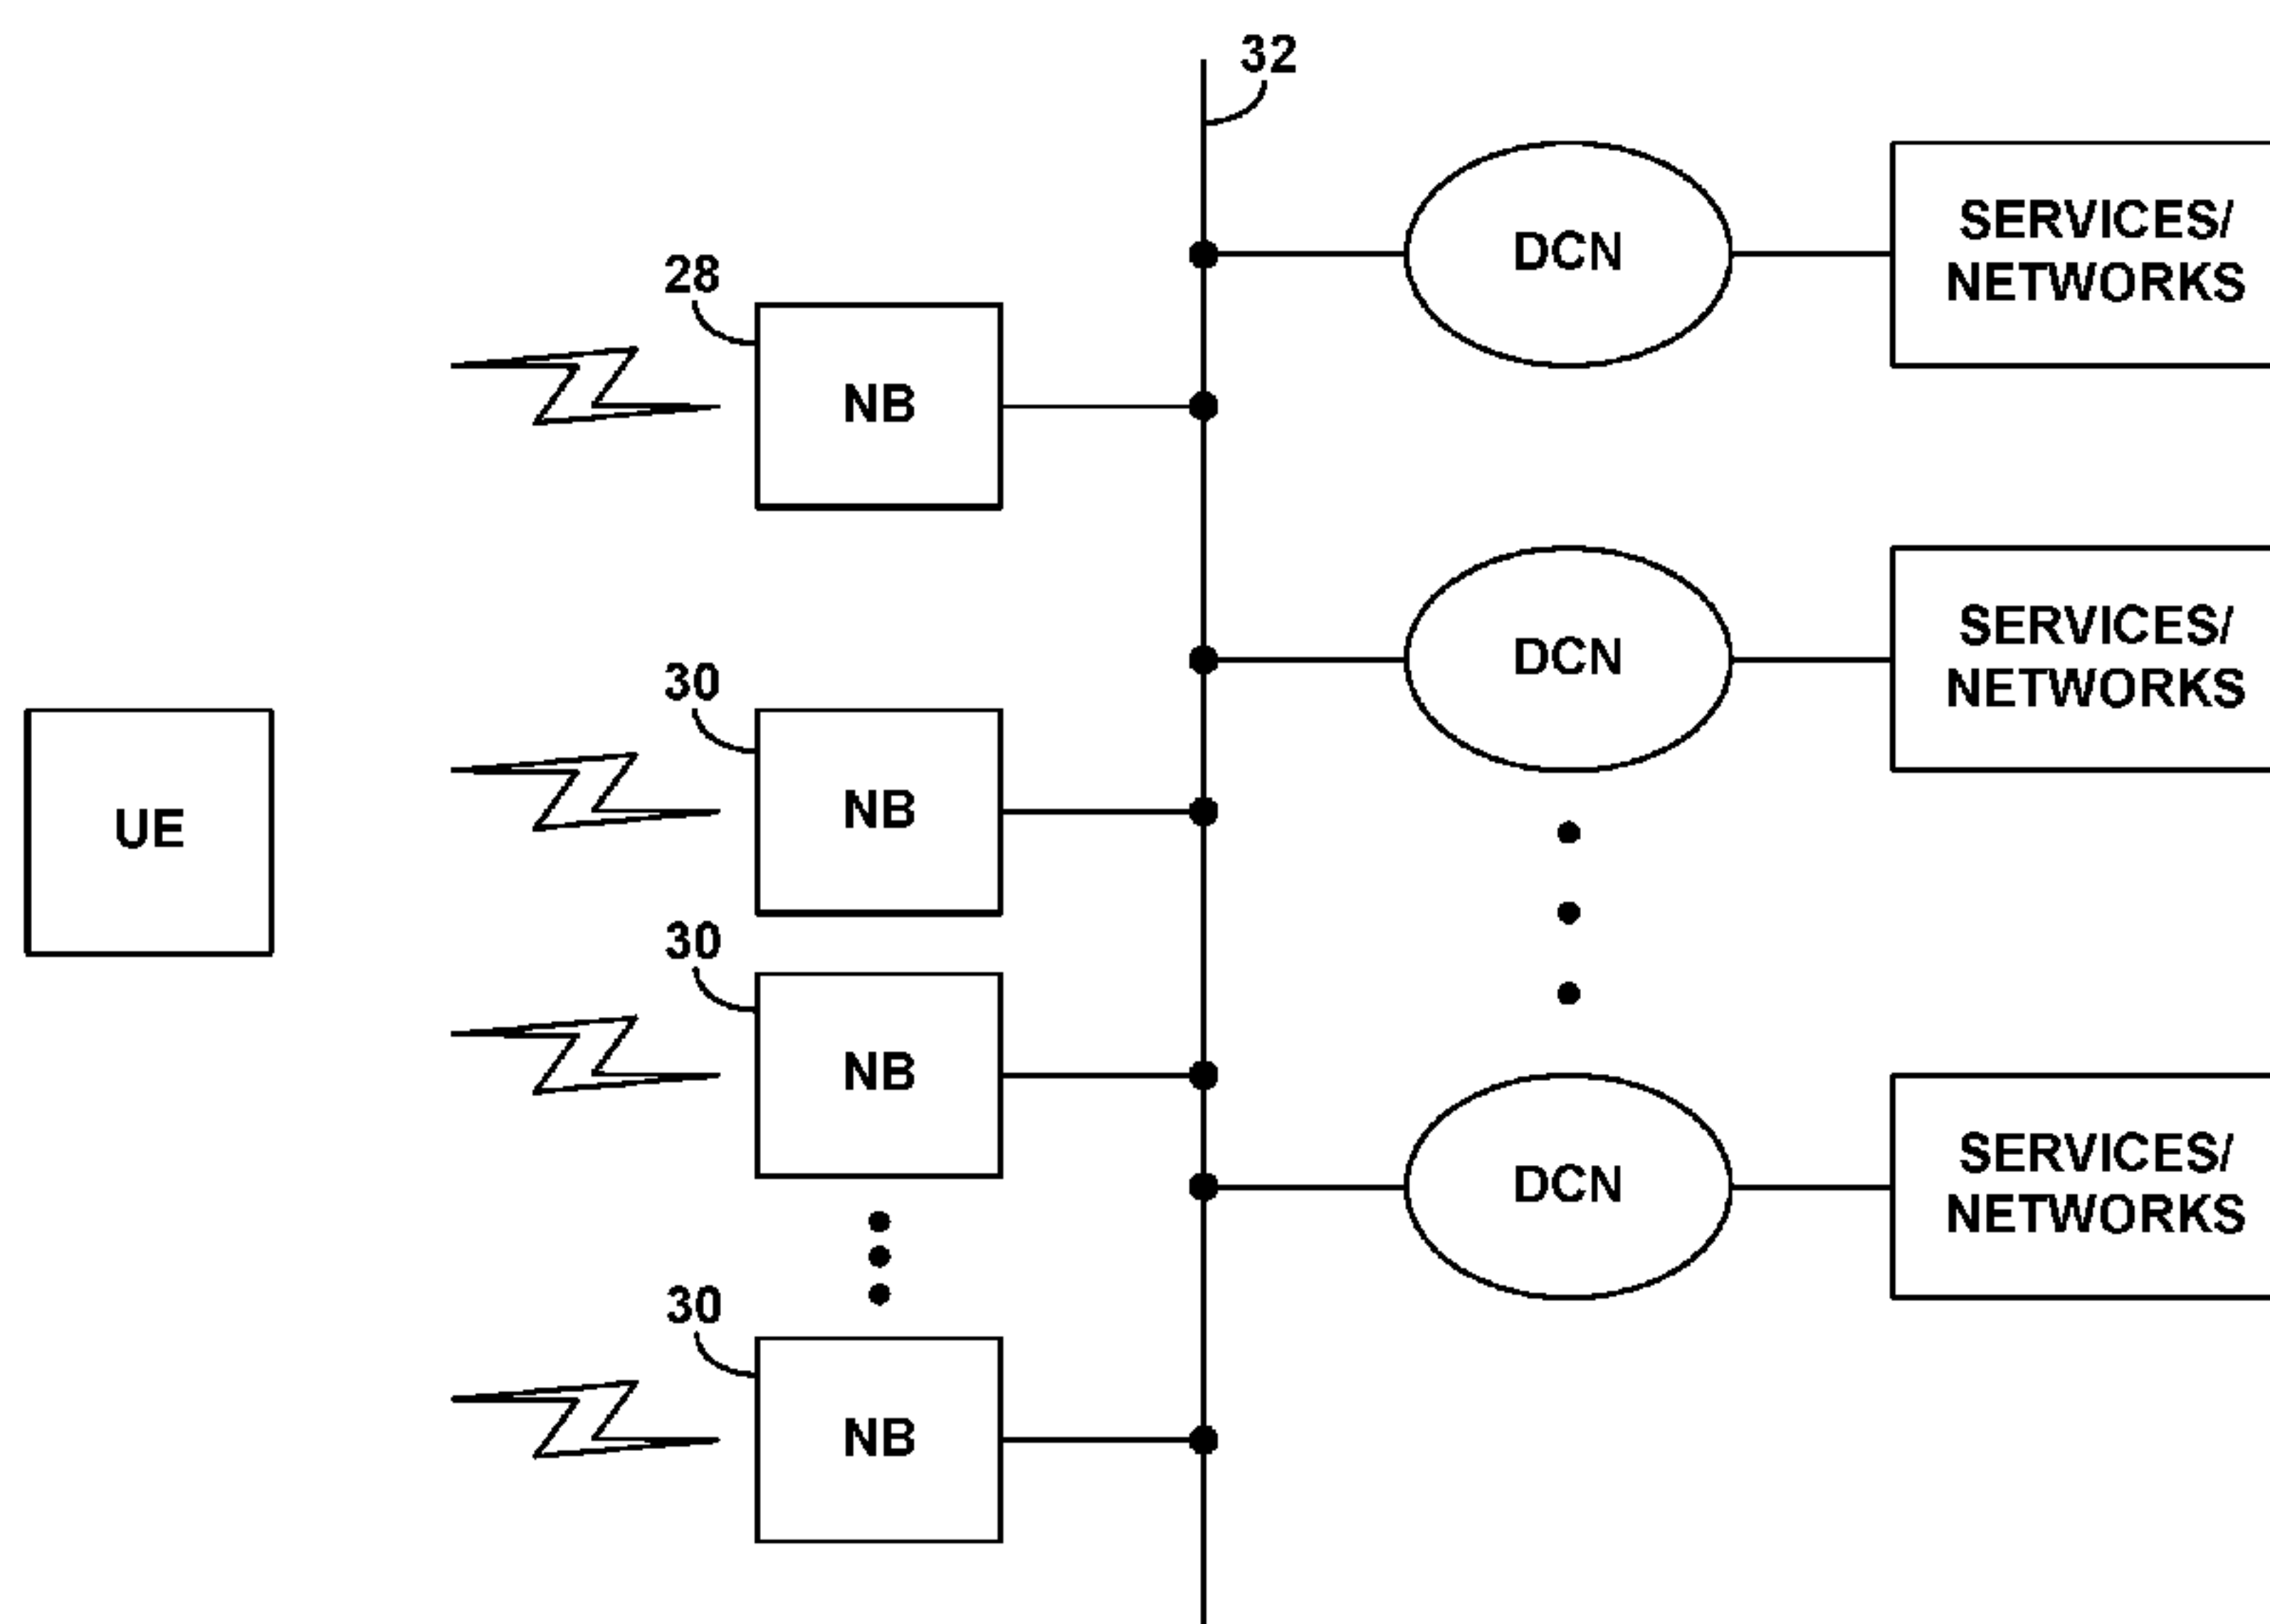 32
DCN
SERVICES/
NETWORKS
28
NB
DCN
SERVICES/
NETWORKS
30
NB
UE
30
NB
DCN
SERVICES/
NETWORKS
30
NB